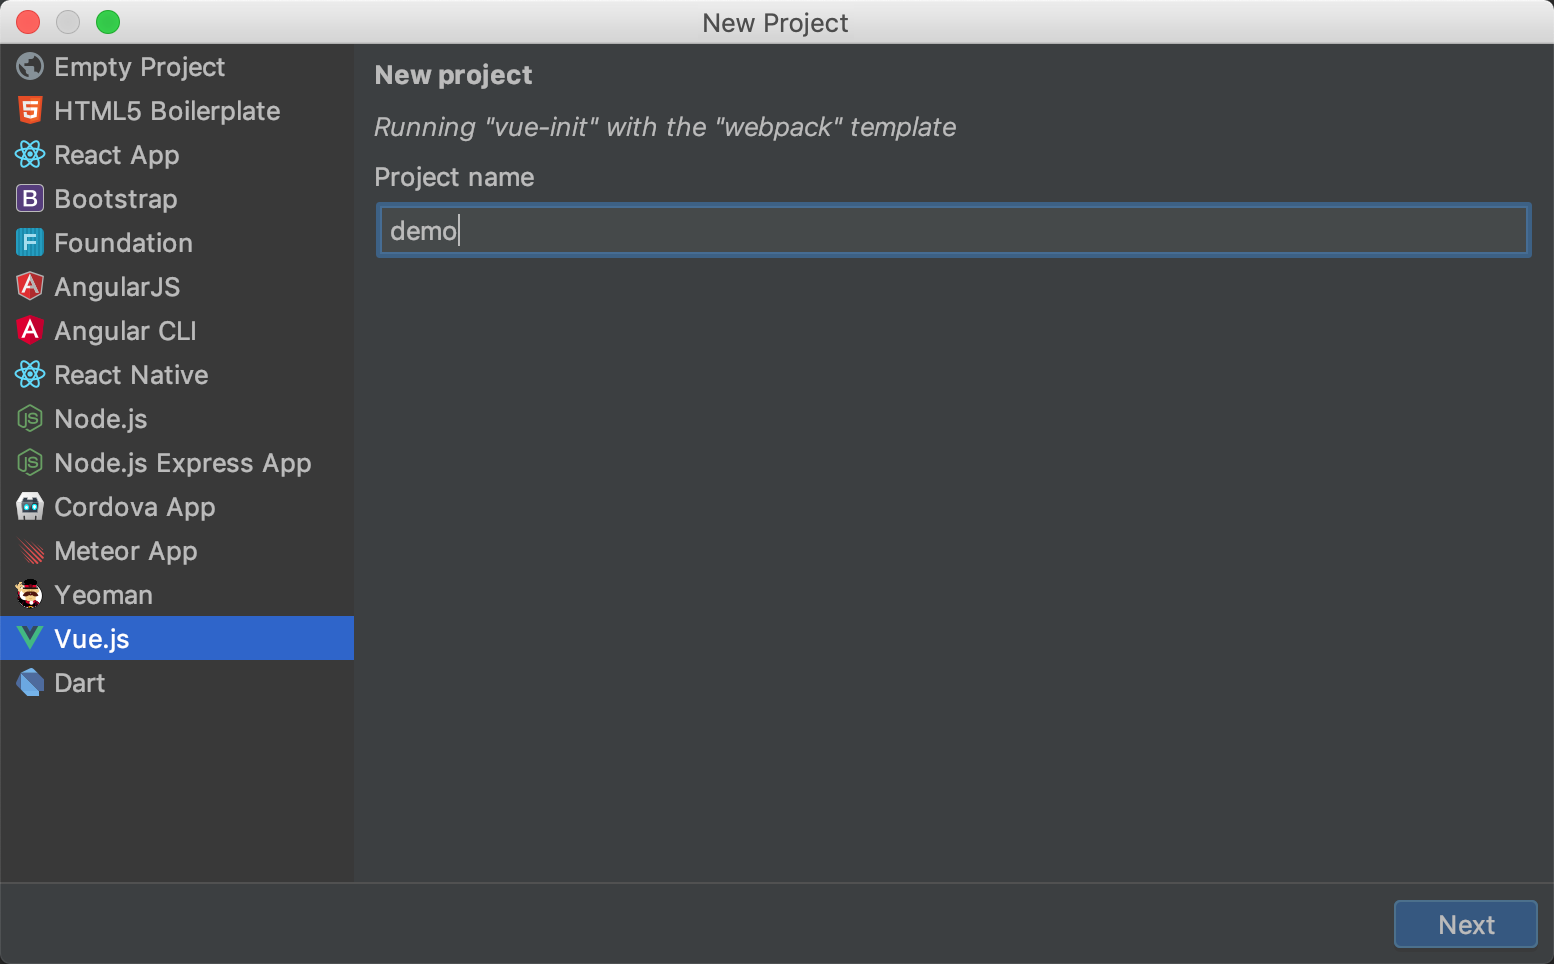 New Project
Empty Project
HTML5 Boilerplate
React App
Bootstrap
Foundation
AngularJS
Angular CLI
React Native
Node.js
Node.js Express App
Cordova App
Meteor App
Yeoman
Vue.js
Dart
New project
Running "vue-init" with the "webpack" template
Project name
demo
Next